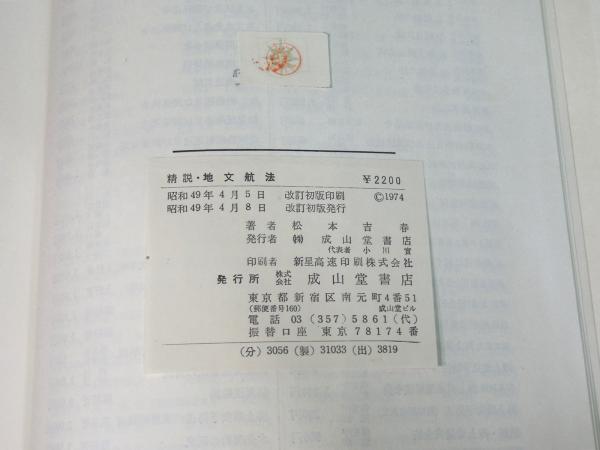 精説・地文航法 ¥2200
昭和49年4月5日 改訂初版印刷 ©1974
昭和49年4月8日 改訂初版発行
著者 松本吉春
発行者 ㈱成山堂書店
代表者 小川實
印刷者 新星高速印刷株式会社
発行所 株式会社 成山堂書店
東京都新宿区南元町4番51
(郵便番号160) 成山堂ビル
電話 03(357)5861(代)
振替口座 東京78174番
(分)3056(製)31033(出)3819